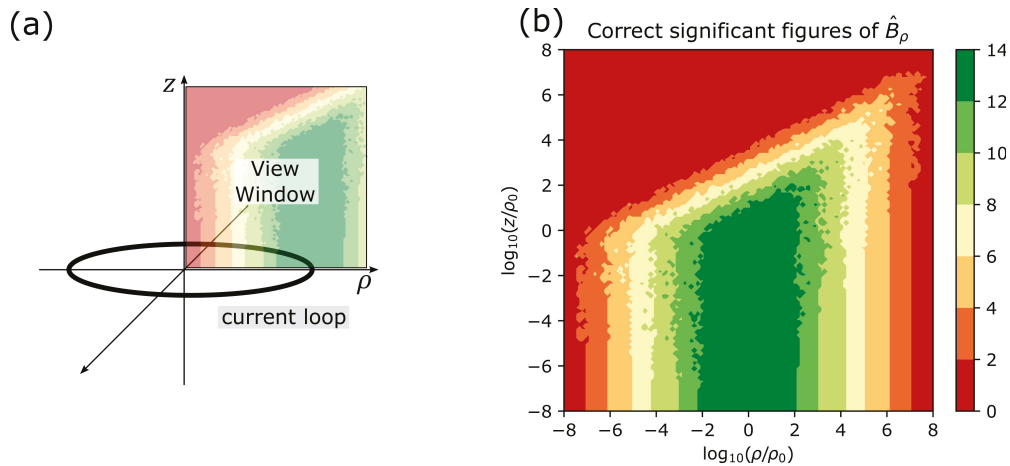 (a)
z
View
Window
ρ
current loop
(b)
Correct significant figures of $\hat{B}_\rho$
8
6
4
2
0
−2
−4
−6
−8
log₁₀(z/ρ₀)
−8 −6 −4 −2 0 2 4 6 8
log₁₀(ρ/ρ₀)
14
12
10
8
6
4
2
0